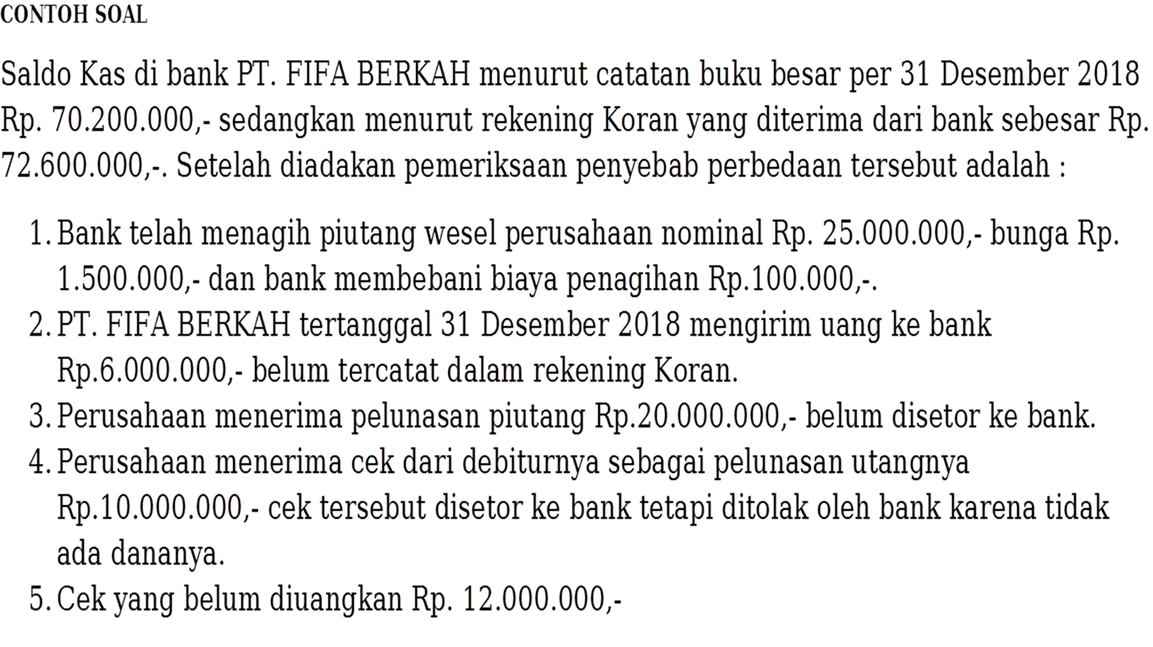 CONTOH SOAL
Saldo Kas di bank PT. FIFA BERKAH menurut catatan buku besar per 31 Desember 2018
Rp. 70.200.000,- sedangkan menurut rekening Koran yang diterima dari bank sebesar Rp.
72.600.000,-. Setelah diadakan pemeriksaan penyebab perbedaan tersebut adalah :
1. Bank telah menagih piutang wesel perusahaan nominal Rp. 25.000.000,- bunga Rp.
1.500.000,- dan bank membebani biaya penagihan Rp.100.000,-.
2. PT. FIFA BERKAH tertanggal 31 Desember 2018 mengirim uang ke bank
Rp.6.000.000,- belum tercatat dalam rekening Koran.
3. Perusahaan menerima pelunasan piutang Rp.20.000.000,- belum disetor ke bank.
4. Perusahaan menerima cek dari debiturnya sebagai pelunasan utangnya
Rp.10.000.000,- cek tersebut disetor ke bank tetapi ditolak oleh bank karena tidak
ada dananya.
5. Cek yang belum diuangkan Rp. 12.000.000,-